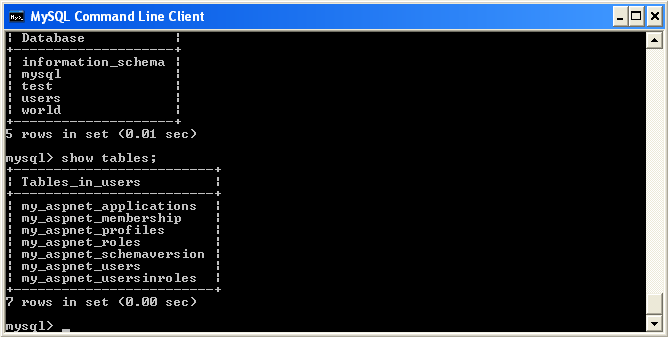 MySQL Command Line Client
| Database |
+--------------------+
| information_schema |
| mysql |
| test |
| users |
| world |
+--------------------+
5 rows in set (0.01 sec)
mysql> show tables;
+-------------------------+
| Tables_in_users |
+-------------------------+
| my_aspnet_applications |
| my_aspnet_membership |
| my_aspnet_profiles |
| my_aspnet_roles |
| my_aspnet_schemaversion |
| my_aspnet_users |
| my_aspnet_usersinroles |
+-------------------------+
7 rows in set (0.00 sec)
mysql> _